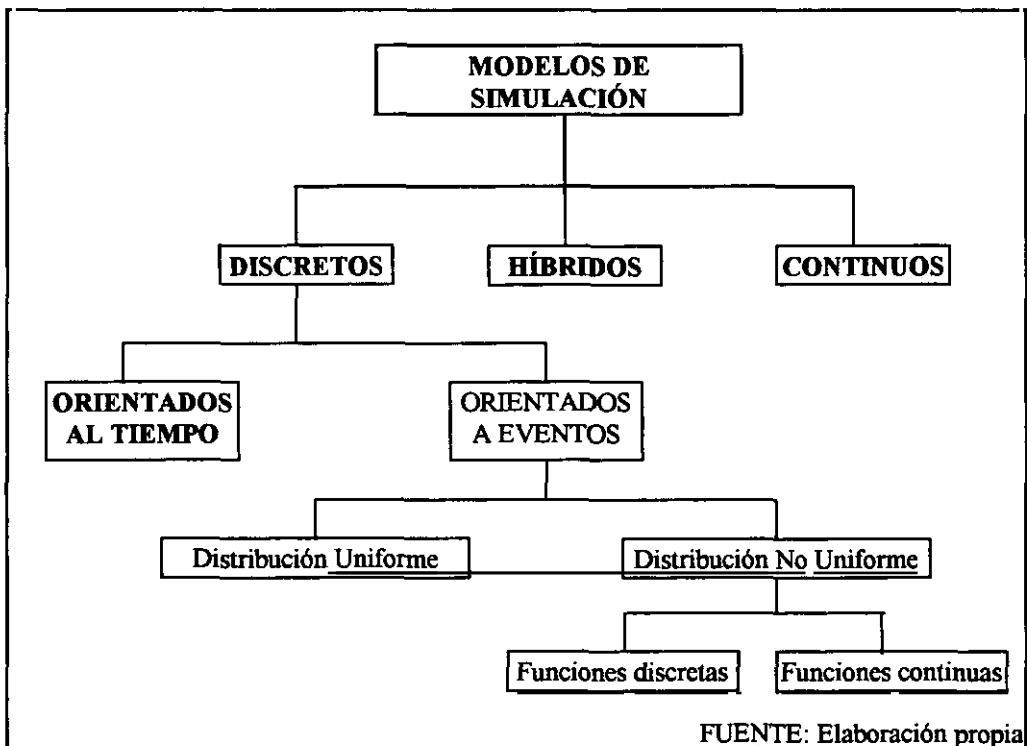 MODELOS DE
SIMULACIÓN
DISCRETOS
HÍBRIDOS
CONTINUOS
ORIENTADOS
AL TIEMPO
ORIENTADOS
A EVENTOS
Distribución Uniforme
Distribución No Uniforme
Funciones discretas
Funciones continuas
FUENTE: Elaboración propia